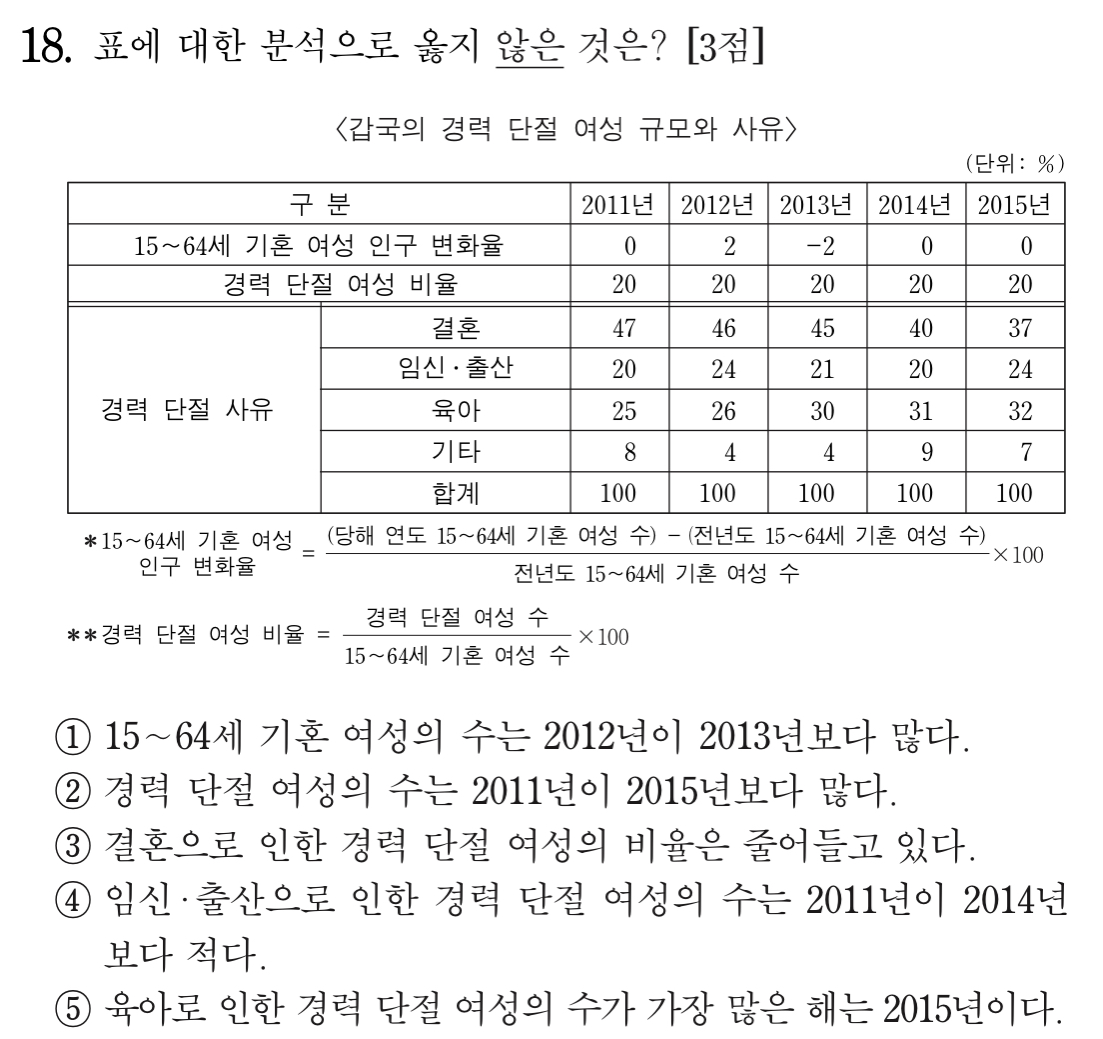 18. 표에 대한 분석으로 옳지 않은 것은? [3점]
〈갑국의 경력 단절 여성 규모와 사유〉
(단위: %)
구 분 2011년 2012년 2013년 2014년 2015년
15~64세 기혼 여성 인구 변화율 0 2 -2 0 0
경력 단절 여성 비율 20 20 20 20 20
경력 단절 사유
결혼 47 46 45 40 37
임신·출산 20 24 21 20 24
육아 25 26 30 31 32
기타 8 4 4 9 7
합계 100 100 100 100 100
*15~64세 기혼 여성 인구 변화율 = (당해 연도 15~64세 기혼 여성 수) - (전년도 15~64세 기혼 여성 수) / 전년도 15~64세 기혼 여성 수 ×100
**경력 단절 여성 비율 = 경력 단절 여성 수 / 15~64세 기혼 여성 수 ×100
① 15~64세 기혼 여성의 수는 2012년이 2013년보다 많다.
② 경력 단절 여성의 수는 2011년이 2015년보다 많다.
③ 결혼으로 인한 경력 단절 여성의 비율은 줄어들고 있다.
④ 임신·출산으로 인한 경력 단절 여성의 수는 2011년이 2014년
보다 적다.
⑤ 육아로 인한 경력 단절 여성의 수가 가장 많은 해는 2015년이다.